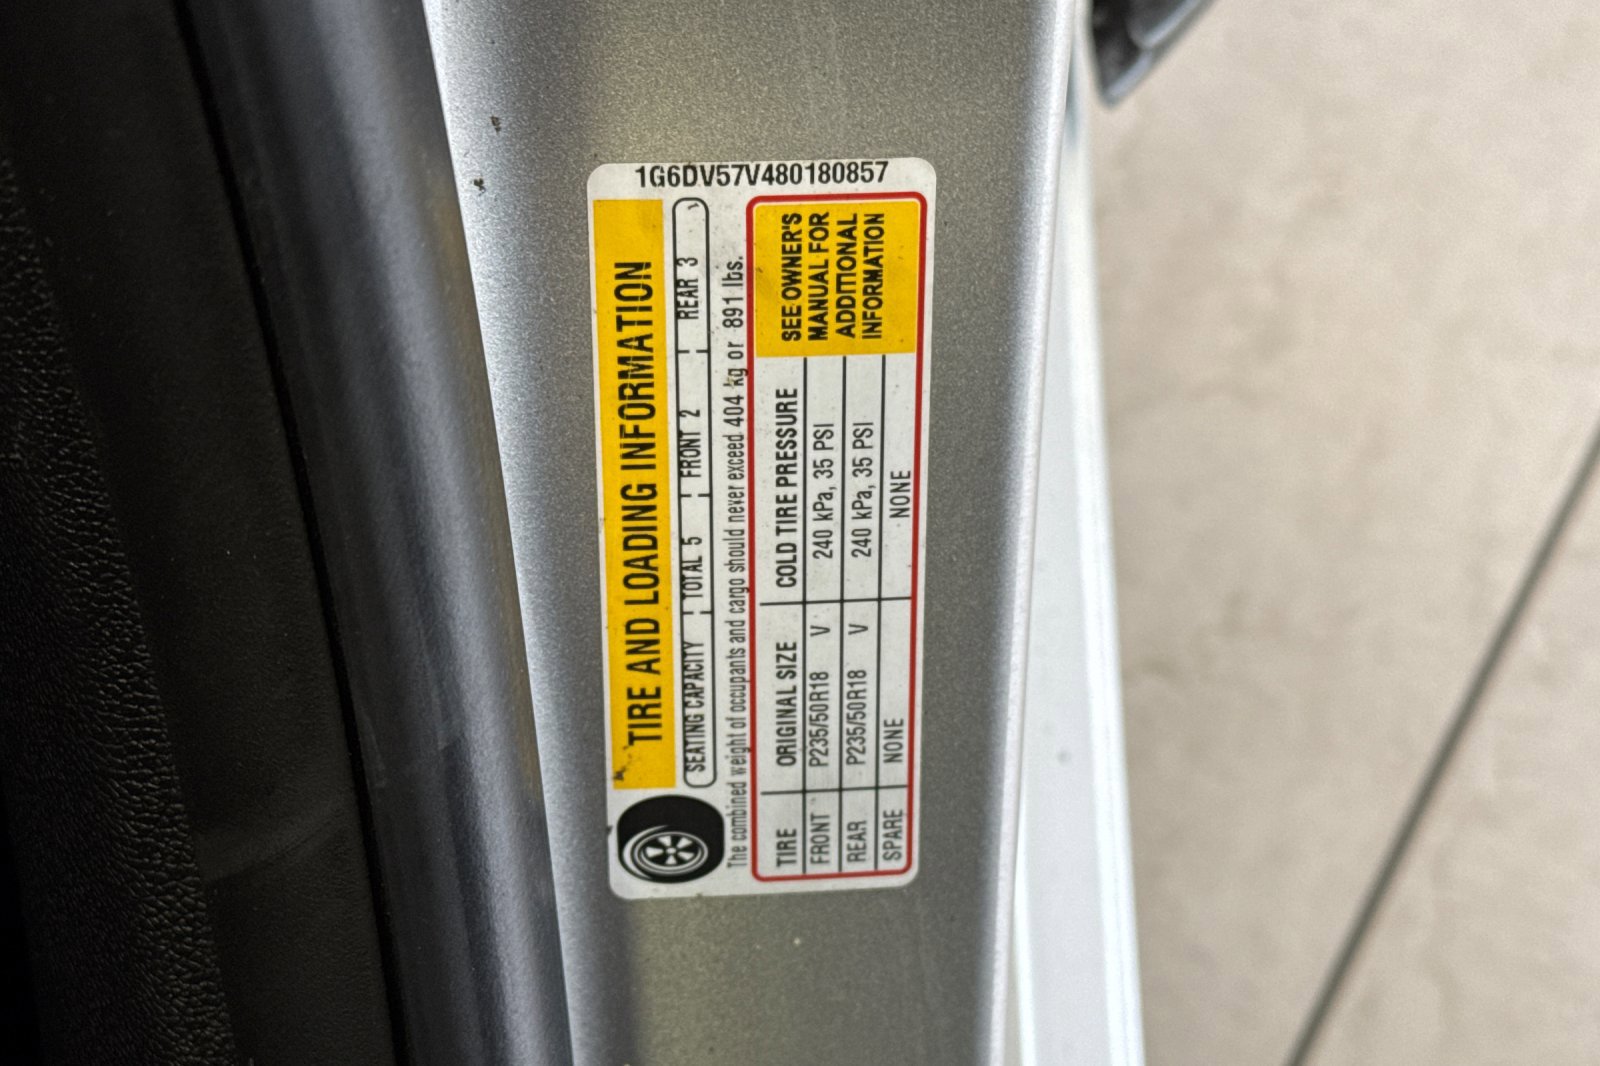 1G6DV57V480180857
TIRE AND LOADING INFORMATION
SEATING CAPACITY TOTAL 5 FRONT 2 REAR 3
The combined weight of occupants and cargo should never exceed 404 kg or 891 lbs.
TIRE ORIGINAL SIZE COLD TIRE PRESSURE
FRONT P235/50R18 V 240 kPa, 35 PSI
REAR P235/50R18 V 240 kPa, 35 PSI
SPARE NONE NONE
SEE OWNER'S
MANUAL FOR
ADDITIONAL
INFORMATION